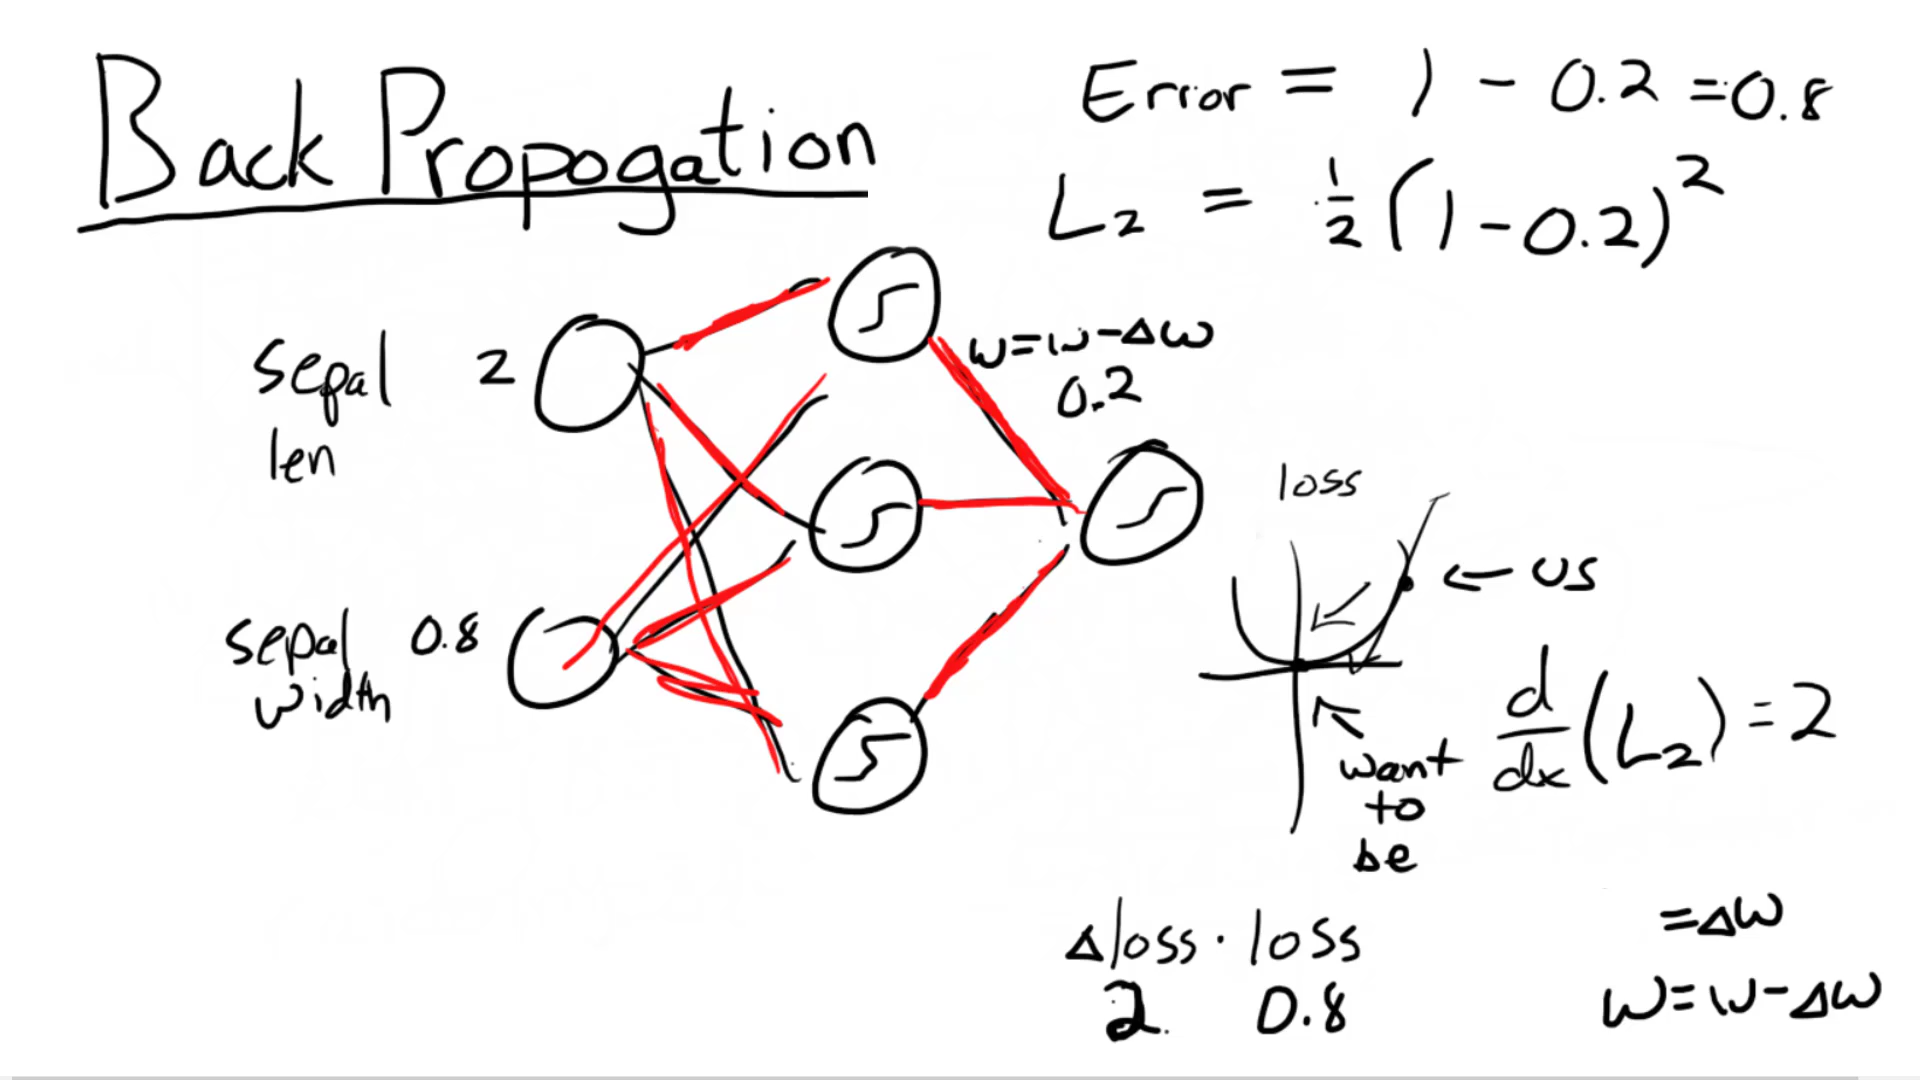 Back Propogation
Error = 1 - 0.2 = 0.8
L₂ = ½ (1 - 0.2)²
w = w - Δw
0.2
sepal 2
len
sepal 0.8
width
loss
← us
want
to
be
d/dx (L₂) = 2
Δloss · loss = Δw
2 0.8 w = w - Δw